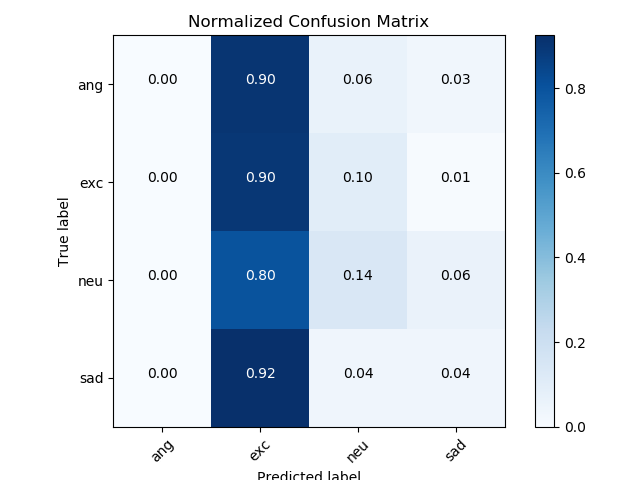 Normalized Confusion Matrix
True label
ang 0.00 0.90 0.06 0.03
exc 0.00 0.90 0.10 0.01
neu 0.00 0.80 0.14 0.06
sad 0.00 0.92 0.04 0.04
ang exc neu sad
Predicted label
0.8
0.6
0.4
0.2
0.0